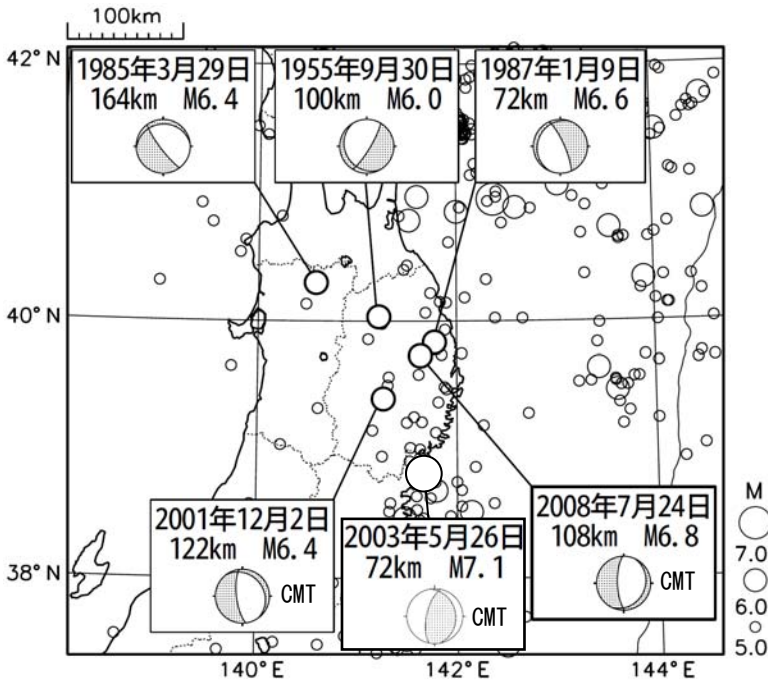 100km
42°N
1985年3月29日
164km M6.4
1955年9月30日
100km M6.0
1987年1月9日
72km M6.6
40°N
2001年12月2日
122km M6.4
CMT
2003年5月26日
72km M7.1
CMT
2008年7月24日
108km M6.8
CMT
M
7.0
6.0
5.0
38°N
140°E
142°E
144°E